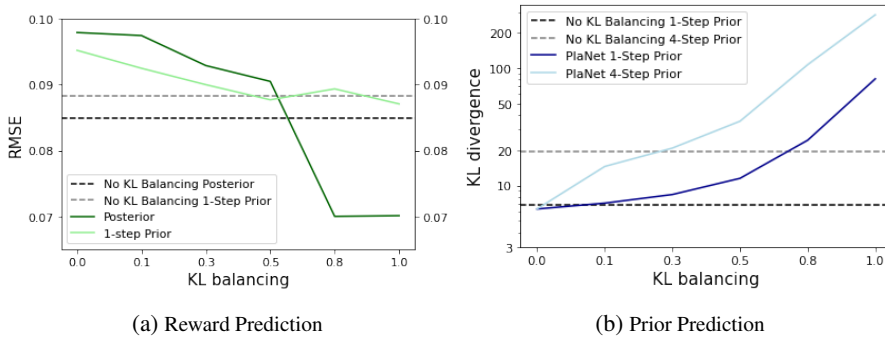 0.10
0.09
0.08
0.07
RMSE
0.10
0.09
0.08
0.07
No KL Balancing Posterior
No KL Balancing 1-Step Prior
Posterior
1-step Prior
0.0 0.1 0.3 0.5 0.8 1.0
KL balancing
(a) Reward Prediction
200
100
50
20
10
3
KL divergence
No KL Balancing 1-Step Prior
No KL Balancing 4-Step Prior
PlaNet 1-Step Prior
PlaNet 4-Step Prior
0.0 0.1 0.3 0.5 0.8 1.0
KL balancing
(b) Prior Prediction